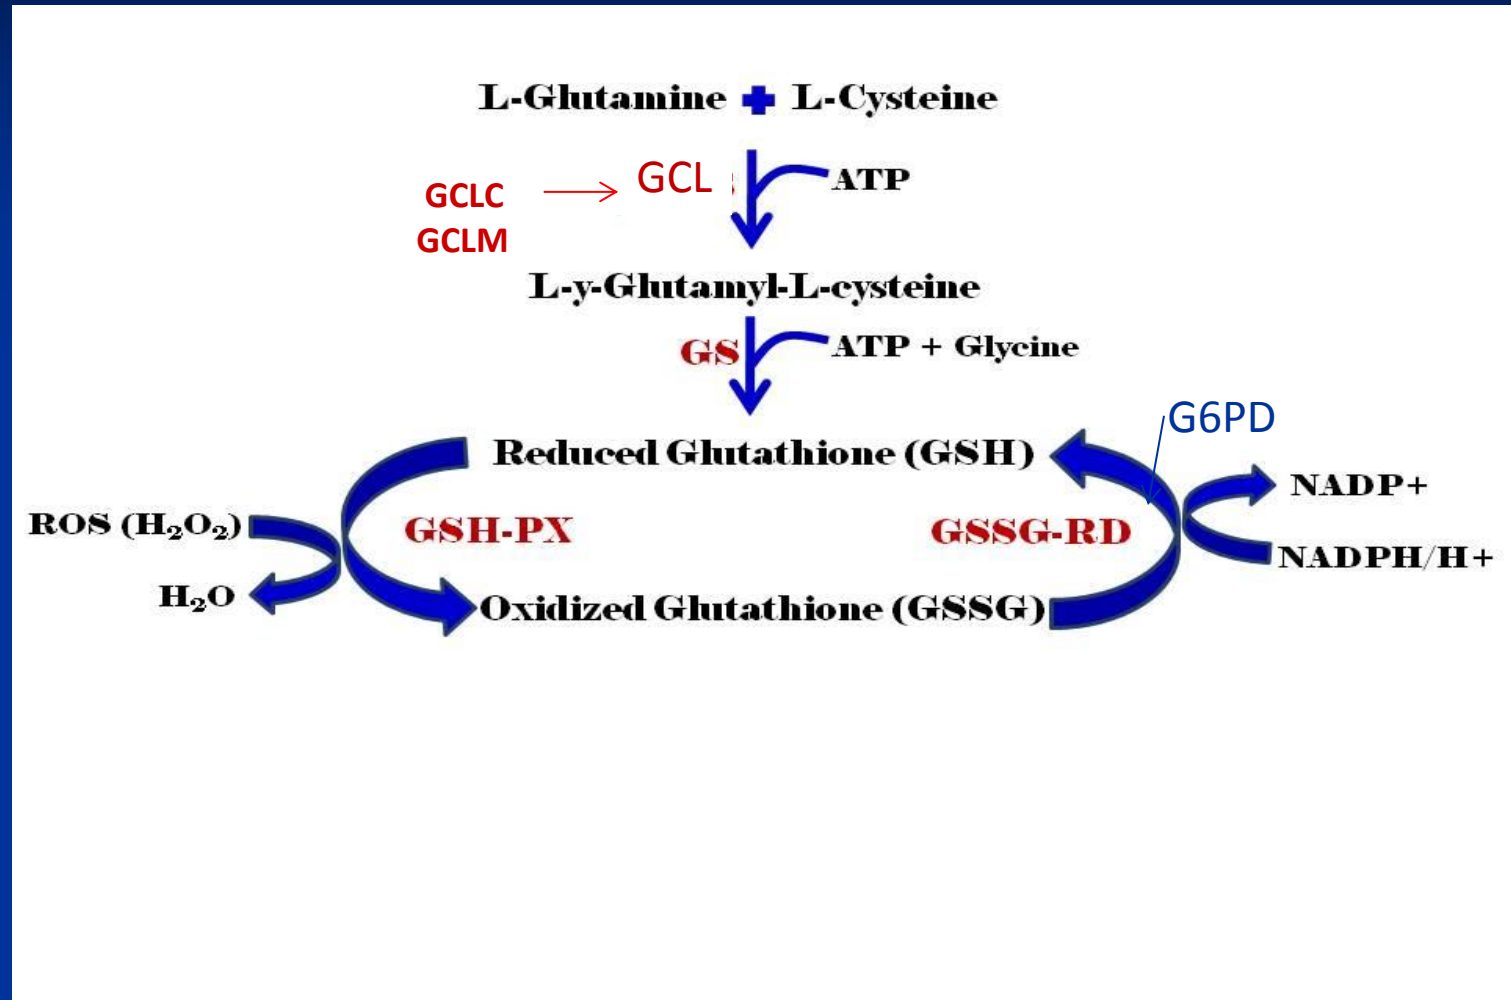 L-Glutamine + L-Cysteine
GCLC
GCLM
GCL
ATP
L-y-Glutamyl-L-cysteine
GS
ATP + Glycine
G6PD
Reduced Glutathione (GSH)
NADP+
ROS (H₂O₂)
GSH-PX
GSSG-RD
NADPH/H+
H₂O
Oxidized Glutathione (GSSG)